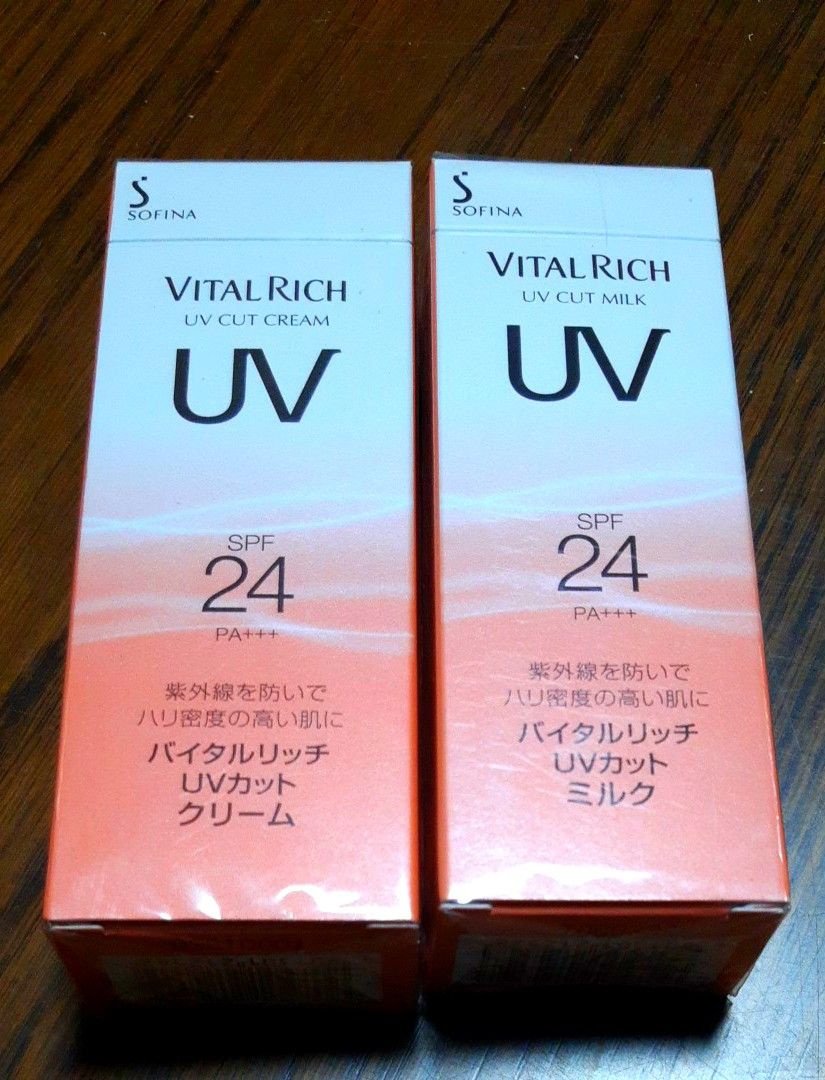 SOFINA
VITAL RICH
UV CUT CREAM
UV
SPF
24
PA+++
紫外線を防いで
ハリ密度の高い肌に
バイタルリッチ
UVカット
クリーム
SOFINA
VITAL RICH
UV CUT MILK
UV
SPF
24
PA+++
紫外線を防いで
ハリ密度の高い肌に
バイタルリッチ
UVカット
ミルク